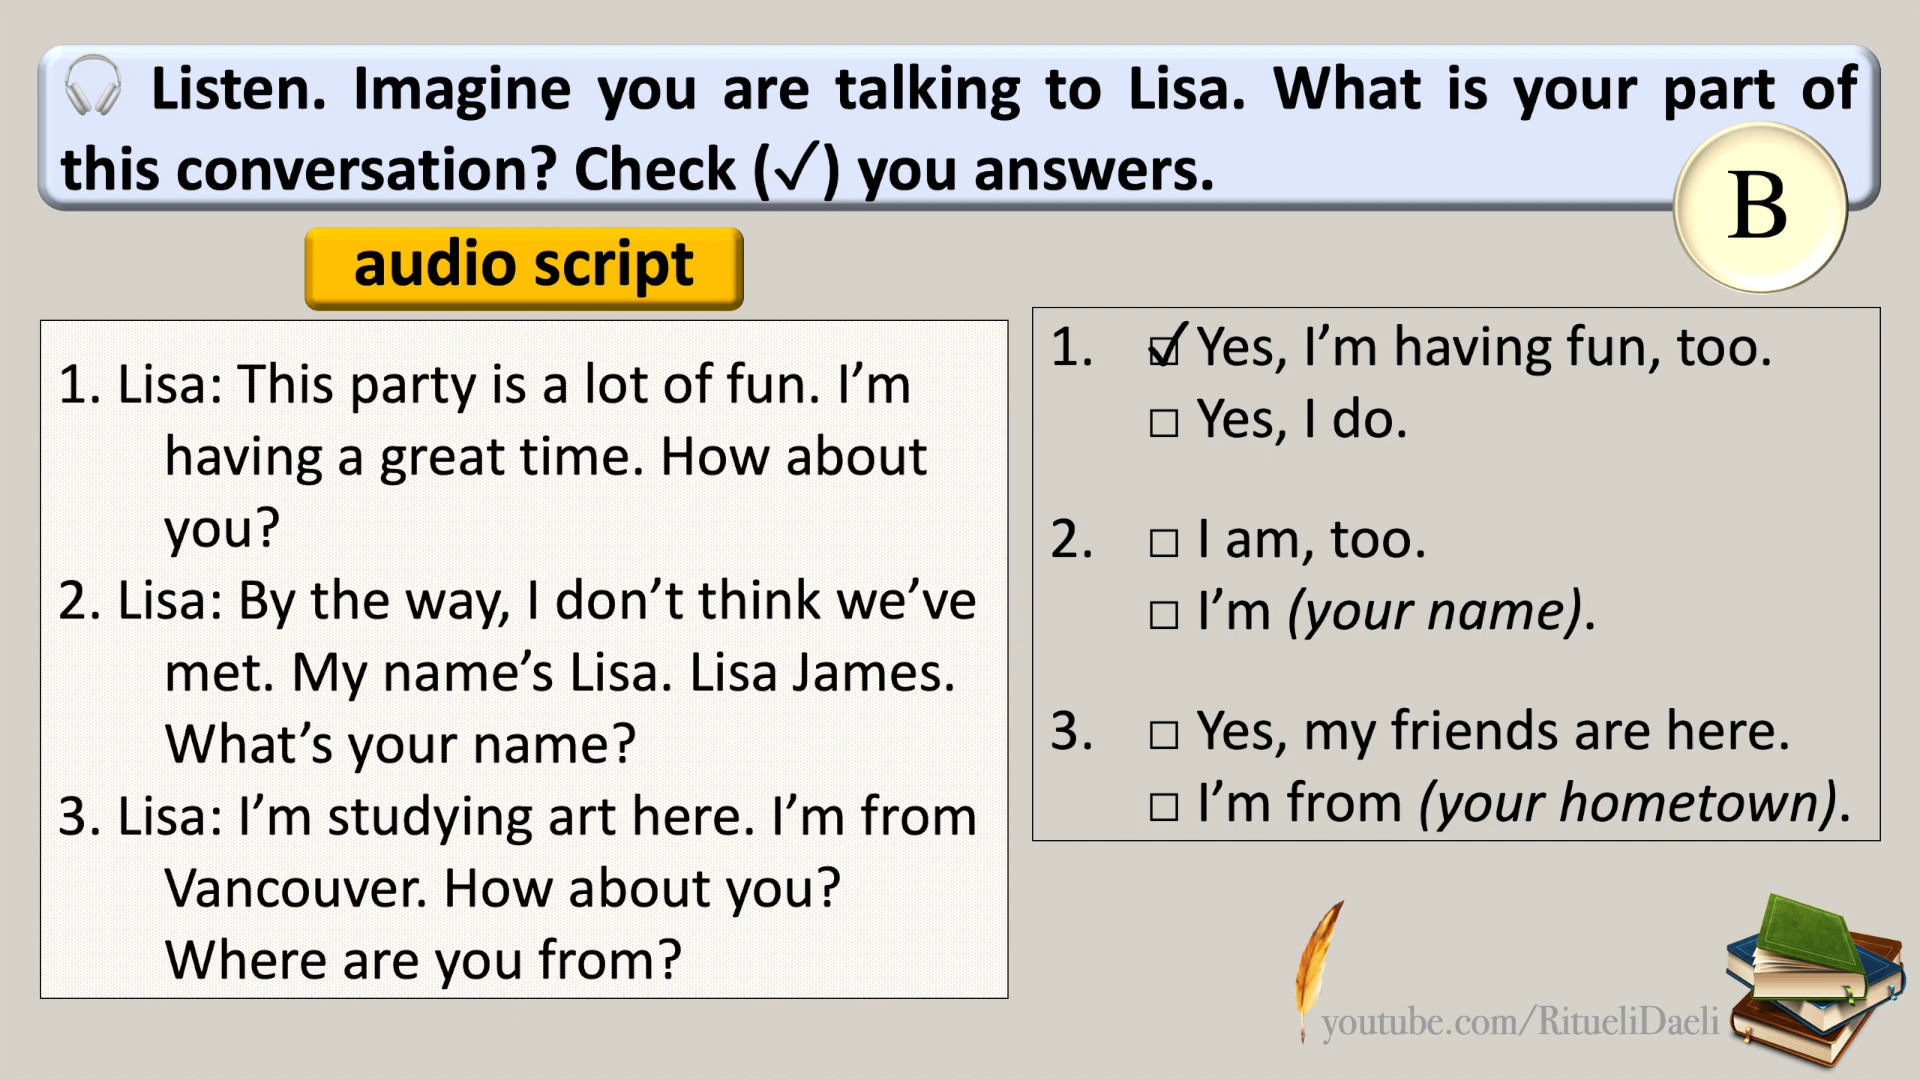 Listen. Imagine you are talking to Lisa. What is your part of
this conversation? Check (✓) you answers.
B
audio script
1. Lisa: This party is a lot of fun. I’m
having a great time. How about
you?
2. Lisa: By the way, I don’t think we’ve
met. My name’s Lisa. Lisa James.
What’s your name?
3. Lisa: I’m studying art here. I’m from
Vancouver. How about you?
Where are you from?
1. ☑ Yes, I’m having fun, too.
□ Yes, I do.
2. □ I am, too.
□ I’m (your name).
3. □ Yes, my friends are here.
□ I’m from (your hometown).
youtube.com/RitueliDaeli